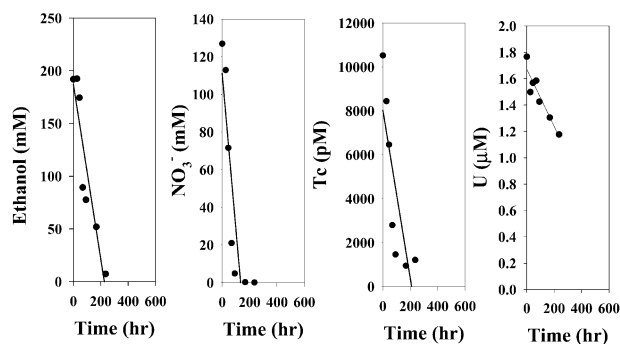 Ethanol (mM)
250
200
150
100
50
0
0 200 400 600
Time (hr)
NO3- (mM)
140
120
100
80
60
40
20
0
0 200 400 600
Time (hr)
Tc (pM)
12000
10000
8000
6000
4000
2000
0
0 200 400 600
Time (hr)
U (μM)
2.0
1.8
1.6
1.4
1.2
1.0
0.8
0.6
0.4
0.2
0.0
0 200 400 600
Time (hr)